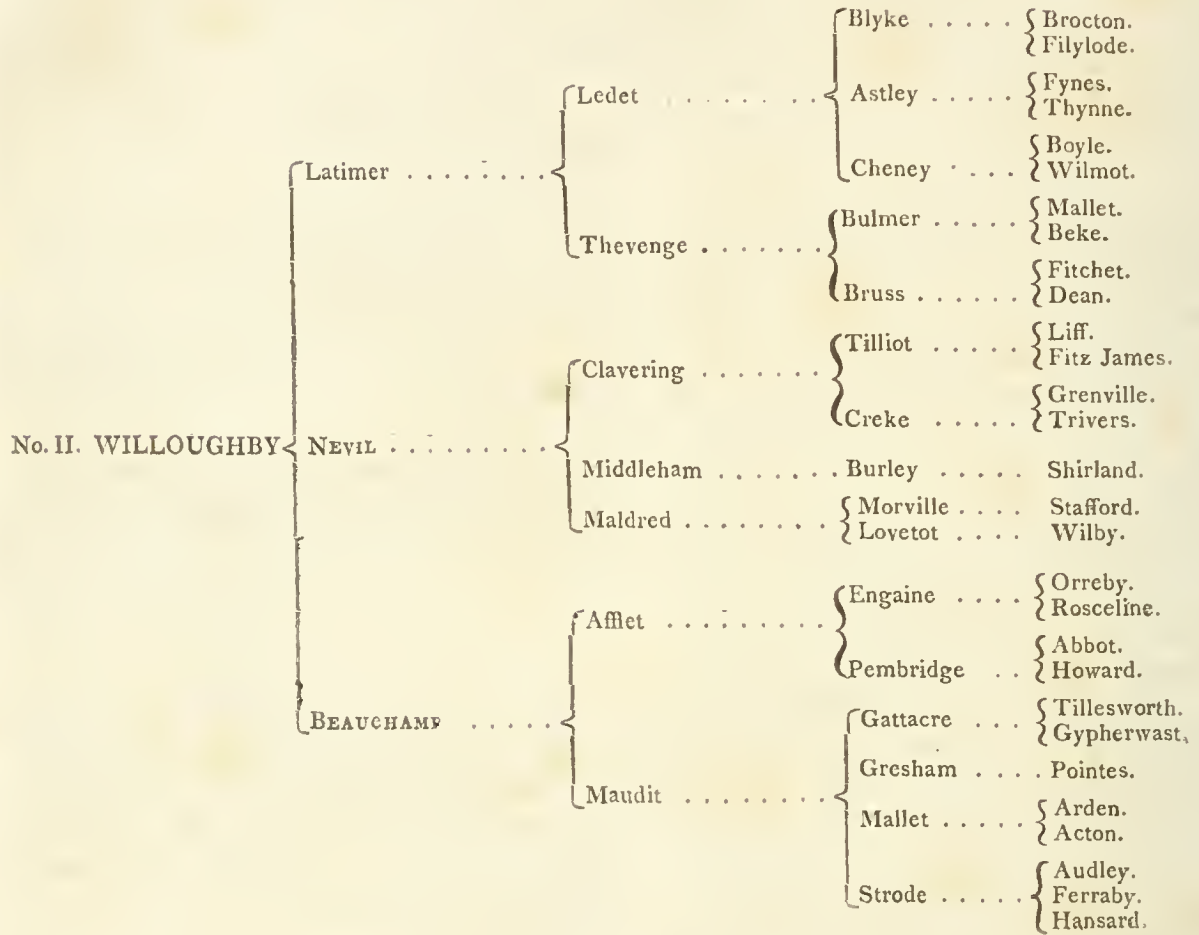 Blyke ..... { Brocton.
{ Filylode.
Ledet ........ Astley ..... { Fynes.
{ Thynne.
Cheney ..... { Boyle.
{ Wilmot.
Latimer ........
Thevenge ....... Bulmer ..... { Mallet.
{ Beke.
Bruss ...... { Fitchet.
{ Dean.
Clavering ....... Tilliot ..... { Liff.
{ Fitz James.
Creke ..... { Grenville.
{ Trivers.
No. II. WILLOUGHBY NEVIL ..........
Middleham ....... Burley ..... Shirland.
Maldred ........ { Morville .... Stafford.
{ Lovetot .... Wilby.
Afflet ......... Engaine .... { Orreby.
{ Rosceline.
Pembridge .. { Abbot.
{ Howard.
BEAUCHAMP .....
Maudit ........ Gattacre ... { Tillesworth.
{ Gypherwast.
Gresham .... Pointes.
Mallet ..... { Arden.
{ Acton.
Strode ..... { Audley.
{ Ferraby.
{ Hansard.